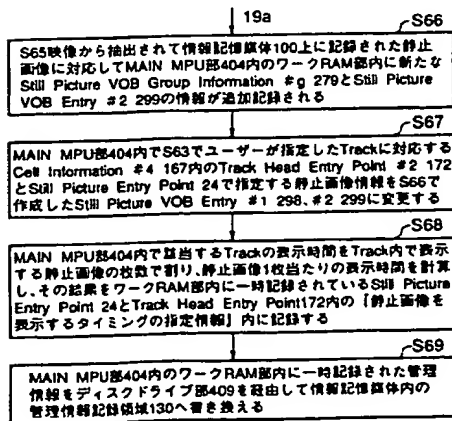 19a
S66
S65映像から抽出されて情報記憶媒体100上に記録された静止
画像に対応してMAIN MPU部404内のワークRAM部内に新たな
Still Picture VOB Group Information #g 279とStill Picture
VOB Entry #2 299の情報が追加記録される
S67
MAIN MPU部404内でS63でユーザーが指定したTrackに対応する
Cell Information #4 167内のTrack Head Entry Point #2 172
とStill Picture Entry Point 24で指定する静止画像情報をS66で
作成したStill Picture VOB Entry #1 298、#2 299に変更する
S68
MAIN MPU部404内で該当するTrackの表示時間をTrack内で表示
する静止画像の枚数で割り、静止画像1枚当たりの表示時間を計算
し、その結果をワークRAM部内に一時記録されているStill Picture
Entry Point 24とTrack Head Entry Point172内の「静止画像を
表示するタイミングの指定情報」内に記録する
S69
MAIN MPU部404内のワークRAM部内に一時記録された管理
情報をディスクドライブ部409を経由して情報記憶媒体内の
管理情報記録領域130へ書き換える